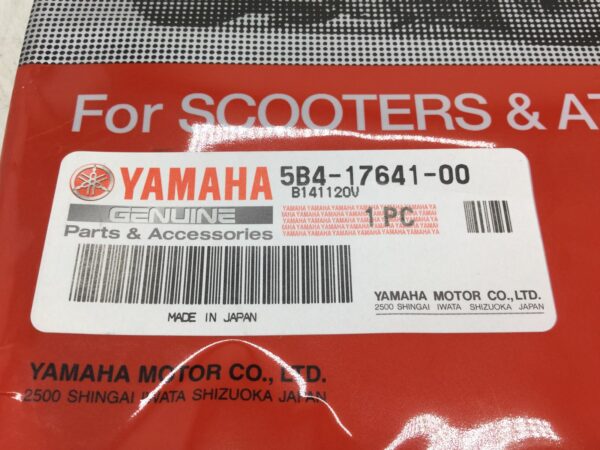 For SCOOTERS & AT
YAMAHA 5B4-17641-00
B141120V
GENUINE
Parts & Accessories
1 PC
MADE IN JAPAN
YAMAHA MOTOR CO.,LTD.
2500 SHINGAI IWATA SHIZUOKA JAPAN
YAMAHA MOTOR CO., LTD.
2500 SHINGAI IWATA SHIZUOKA JAPAN